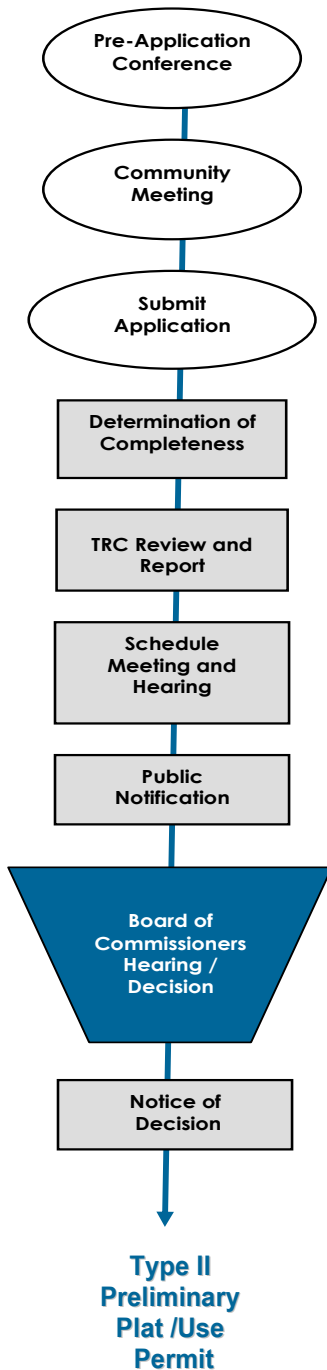 Pre-Application
Conference
Community
Meeting
Submit
Application
Determination of
Completeness
TRC Review and
Report
Schedule
Meeting and
Hearing
Public
Notification
Board of
Commissioners
Hearing /
Decision
Notice of
Decision
Type II
Preliminary
Plat /Use
Permit